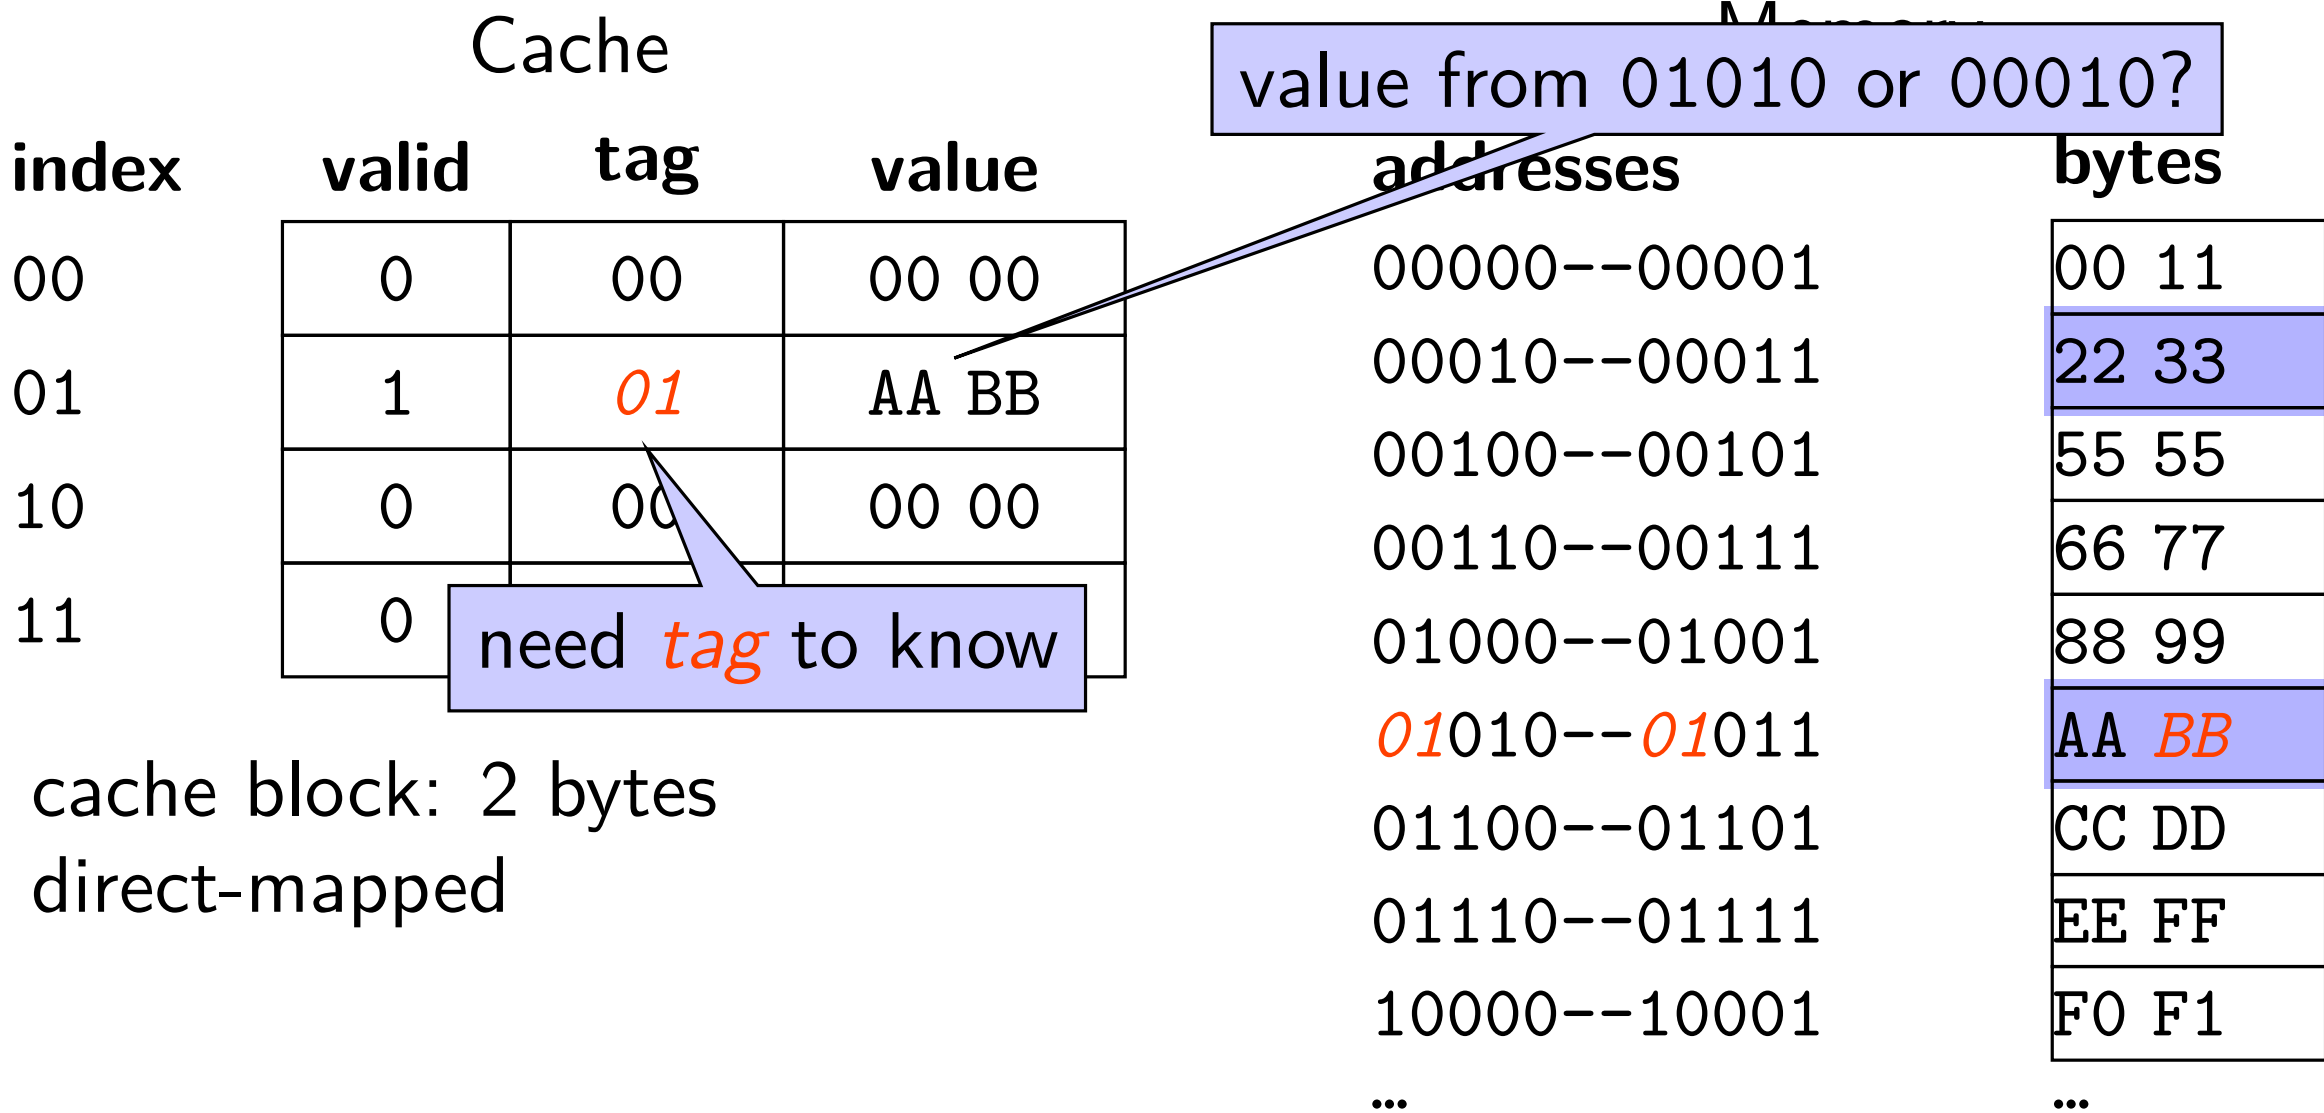 Cache
value from 01010 or 00010?
index valid tag value addresses bytes
00 0 00 00 00 00000--00001 00 11
00010--00011 22 33
01 1 01 AA BB
00100--00101 55 55
10 0 00 00 00
00110--00111 66 77
11 0
need tag to know
01000--01001 88 99
01010--01011 AA BB
cache block: 2 bytes
01100--01101 CC DD
direct-mapped
01110--01111 EE FF
10000--10001 F0 F1
… …